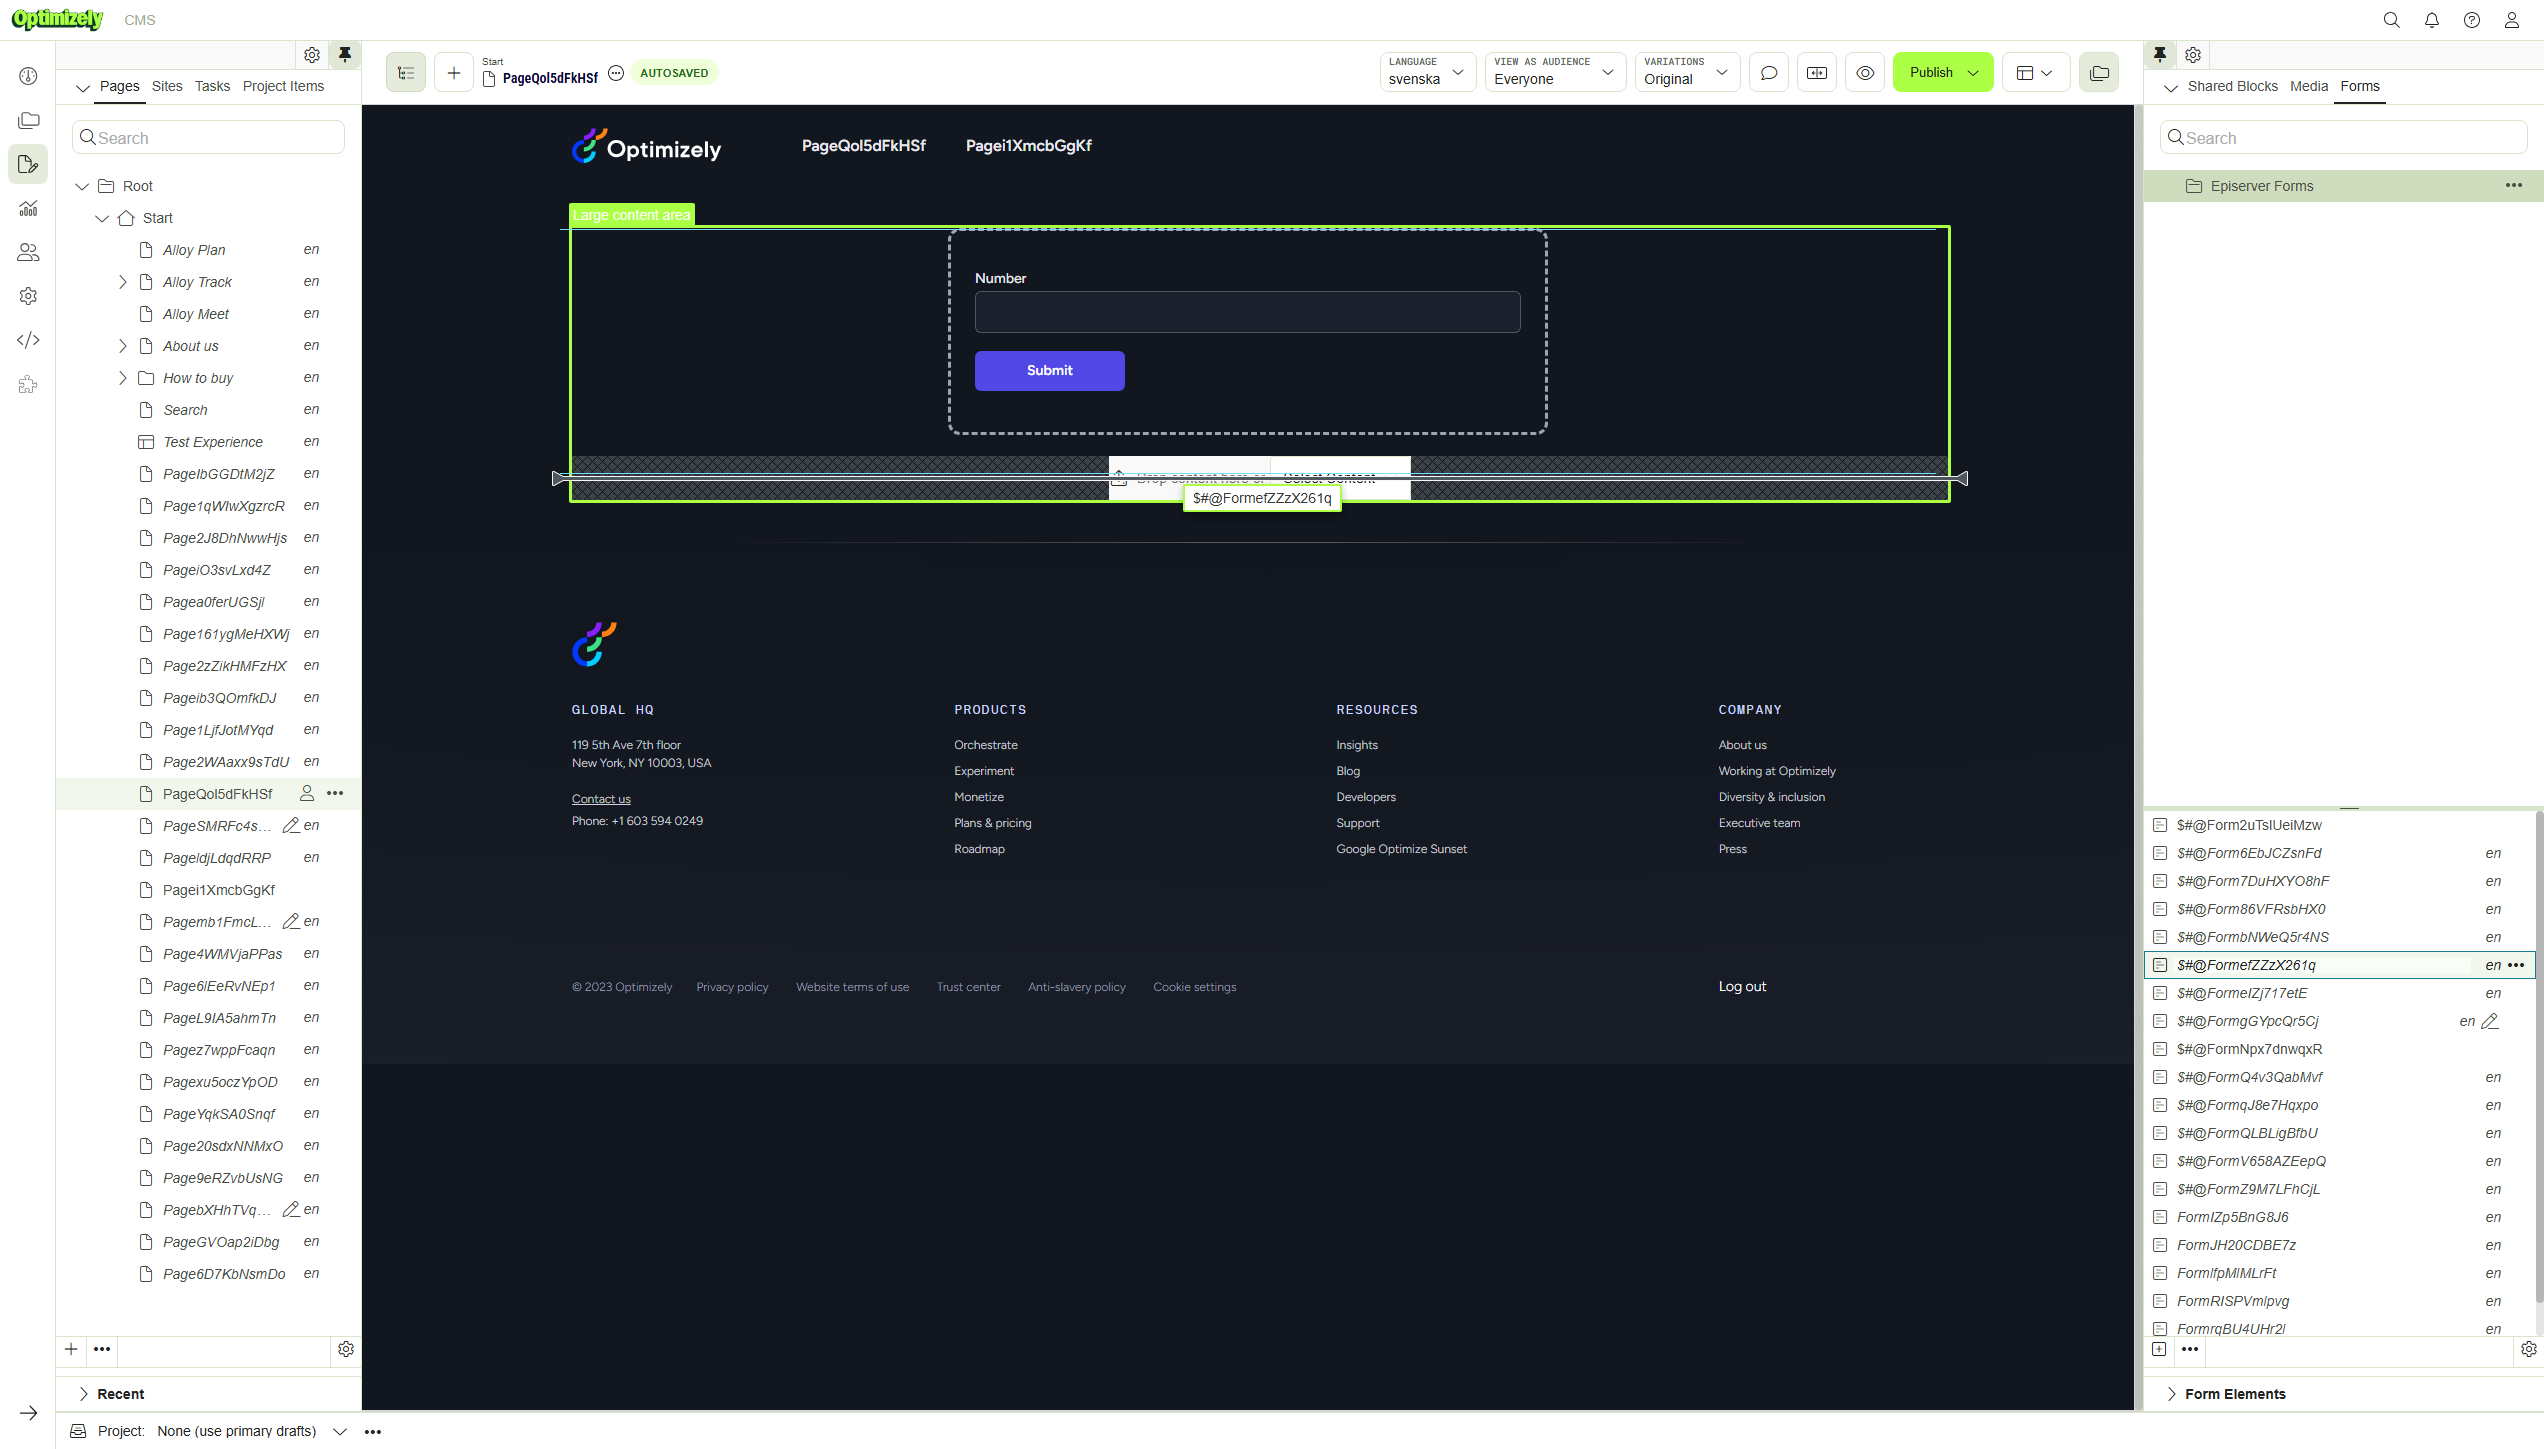 Optimizely CMS
Pages Sites Tasks Project Items
Search
Root
Start
Alloy Plan en
Alloy Track en
Alloy Meet en
About us en
How to buy en
Search en
Test Experience en
PageIbGGDtM2jZ en
Page1qWIwXgzrcR en
Page2J8DhNwwHjs en
PageiO3svLxd4Z en
Pagea0ferUGSjl en
Page161ygMeHXWj en
Page2zZikHMFzHX en
Pageib3QOmfkDJ en
Page1LjfJotMYqd en
Page2WAaxx9sTdU en
PageQol5dFkHSf
PageSMRFc4s... en
PageldjLdqdRRP en
Pagei1XmcbGgKf
Pagemb1FmcL... en
Page4WMVjaPPas en
Page6lEeRvNEp1 en
PageL9IA5ahmTn en
Pagez7wppFcaqn en
Pagexu5oczYpOD en
PageYqkSA0Snqf en
Page20sdxNNMxO en
Page9eRZvbUsNG en
PagebXHhTVq... en
PageGVOap2iDbg en
Page6D7KbNsmDo en
Recent
Project: None (use primary drafts)
Start
PageQol5dFkHSf AUTOSAVED
LANGUAGE
svenska
VIEW AS AUDIENCE
Everyone
VARIATIONS
Original
Publish
Optimizely PageQol5dFkHSf Pagei1XmcbGgKf
Large content area
Number
Submit
Drop content here or Select Content
$#@FormefZZzX261q
GLOBAL HQ
119 5th Ave 7th floor
New York, NY 10003, USA
Contact us
Phone: +1 603 594 0249
PRODUCTS
Orchestrate
Experiment
Monetize
Plans & pricing
Roadmap
RESOURCES
Insights
Blog
Developers
Support
Google Optimize Sunset
COMPANY
About us
Working at Optimizely
Diversity & inclusion
Executive team
Press
© 2023 Optimizely Privacy policy Website terms of use Trust center Anti-slavery policy Cookie settings Log out
Shared Blocks Media Forms
Search
Episerver Forms
$#@Form2uTslUeiMzw
$#@Form6EbJCZsnFd en
$#@Form7DuHXYO8hF en
$#@Form86VFRsbHX0 en
$#@FormbNWeQ5r4NS en
$#@FormefZZzX261q en
$#@FormeIZj717etE en
$#@FormgGYpcQr5Cj en
$#@FormNpx7dnwqxR
$#@FormQ4v3QabMvf en
$#@FormqJ8e7Hqxpo en
$#@FormQLBLigBfbU en
$#@FormV658AZEepQ en
$#@FormZ9M7LFhCjL en
FormIZp5BnG8J6 en
FormJH20CDBE7z en
FormlfpMlMLrFt en
FormRISPVmlpvg en
FormrqBU4UHr2l en
Form Elements